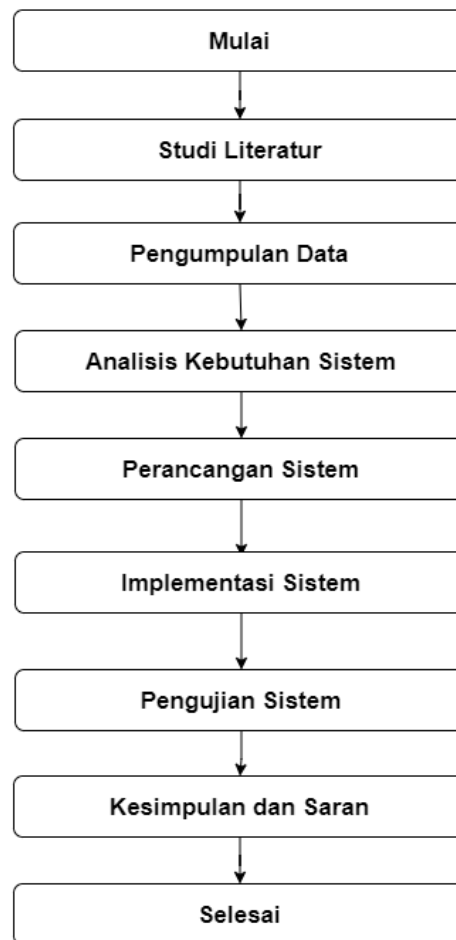 Mulai
Studi Literatur
Pengumpulan Data
Analisis Kebutuhan Sistem
Perancangan Sistem
Implementasi Sistem
Pengujian Sistem
Kesimpulan dan Saran
Selesai